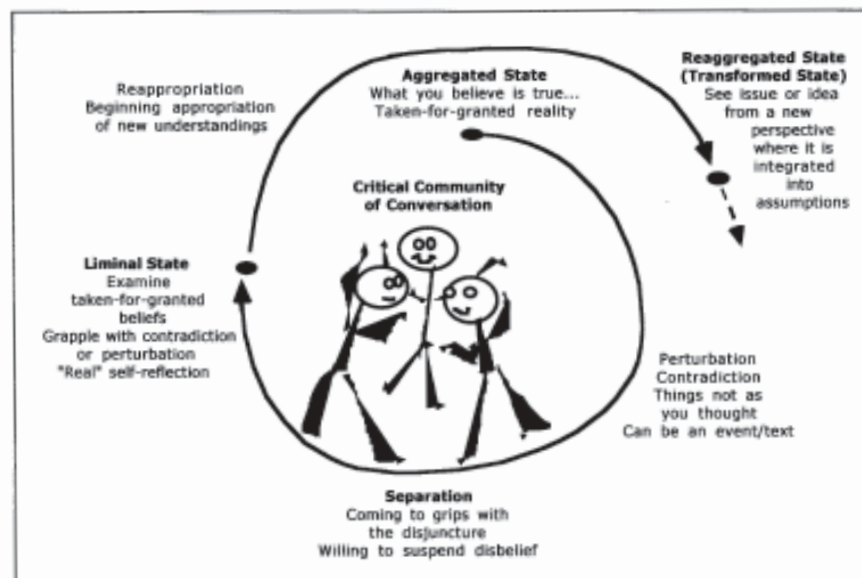 Aggregated State
What you believe is true...
Taken-for-granted reality
Perturbation
Contradiction
Things not as
you thought
Can be an event/text
Separation
Coming to grips with
the disjuncture
Willing to suspend disbelief
Liminal State
Examine
taken-for-granted
beliefs
Grapple with contradiction
or perturbation
"Real" self-reflection
Reappropriation
Beginning appropriation
of new understandings
Reaggregated State
(Transformed State)
See issue or idea
from a new
perspective
where it is
integrated
into
assumptions
Critical Community
of Conversation